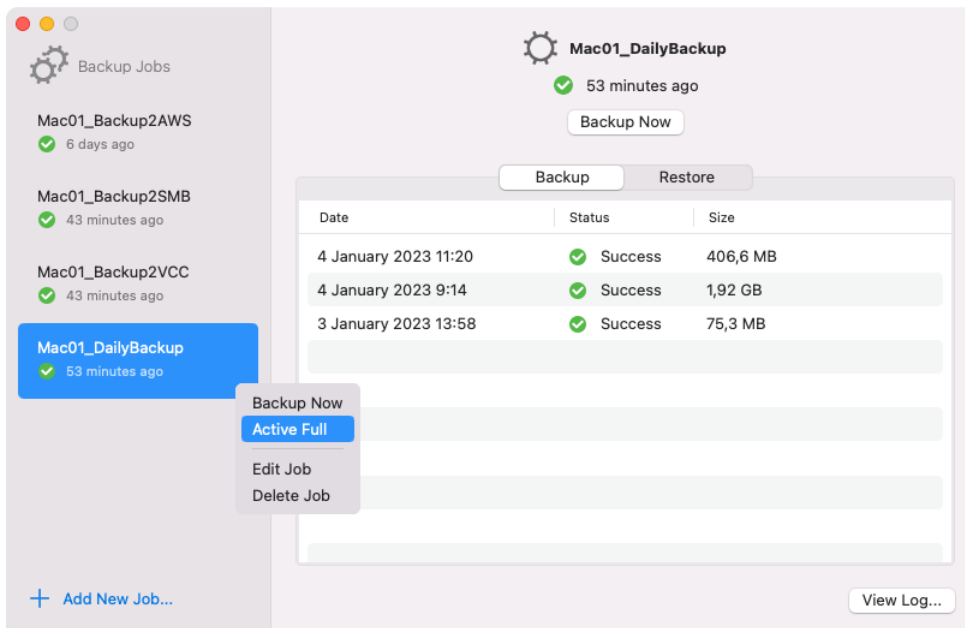 Backup Jobs
Mac01_Backup2AWS
6 days ago
Mac01_Backup2SMB
43 minutes ago
Mac01_Backup2VCC
43 minutes ago
Mac01_DailyBackup
53 minutes ago
Backup Now
Active Full
Edit Job
Delete Job
Add New Job...
Mac01_DailyBackup
53 minutes ago
Backup Now
Backup Restore
Date Status Size
4 January 2023 11:20 Success 406,6 MB
4 January 2023 9:14 Success 1,92 GB
3 January 2023 13:58 Success 75,3 MB
View Log...